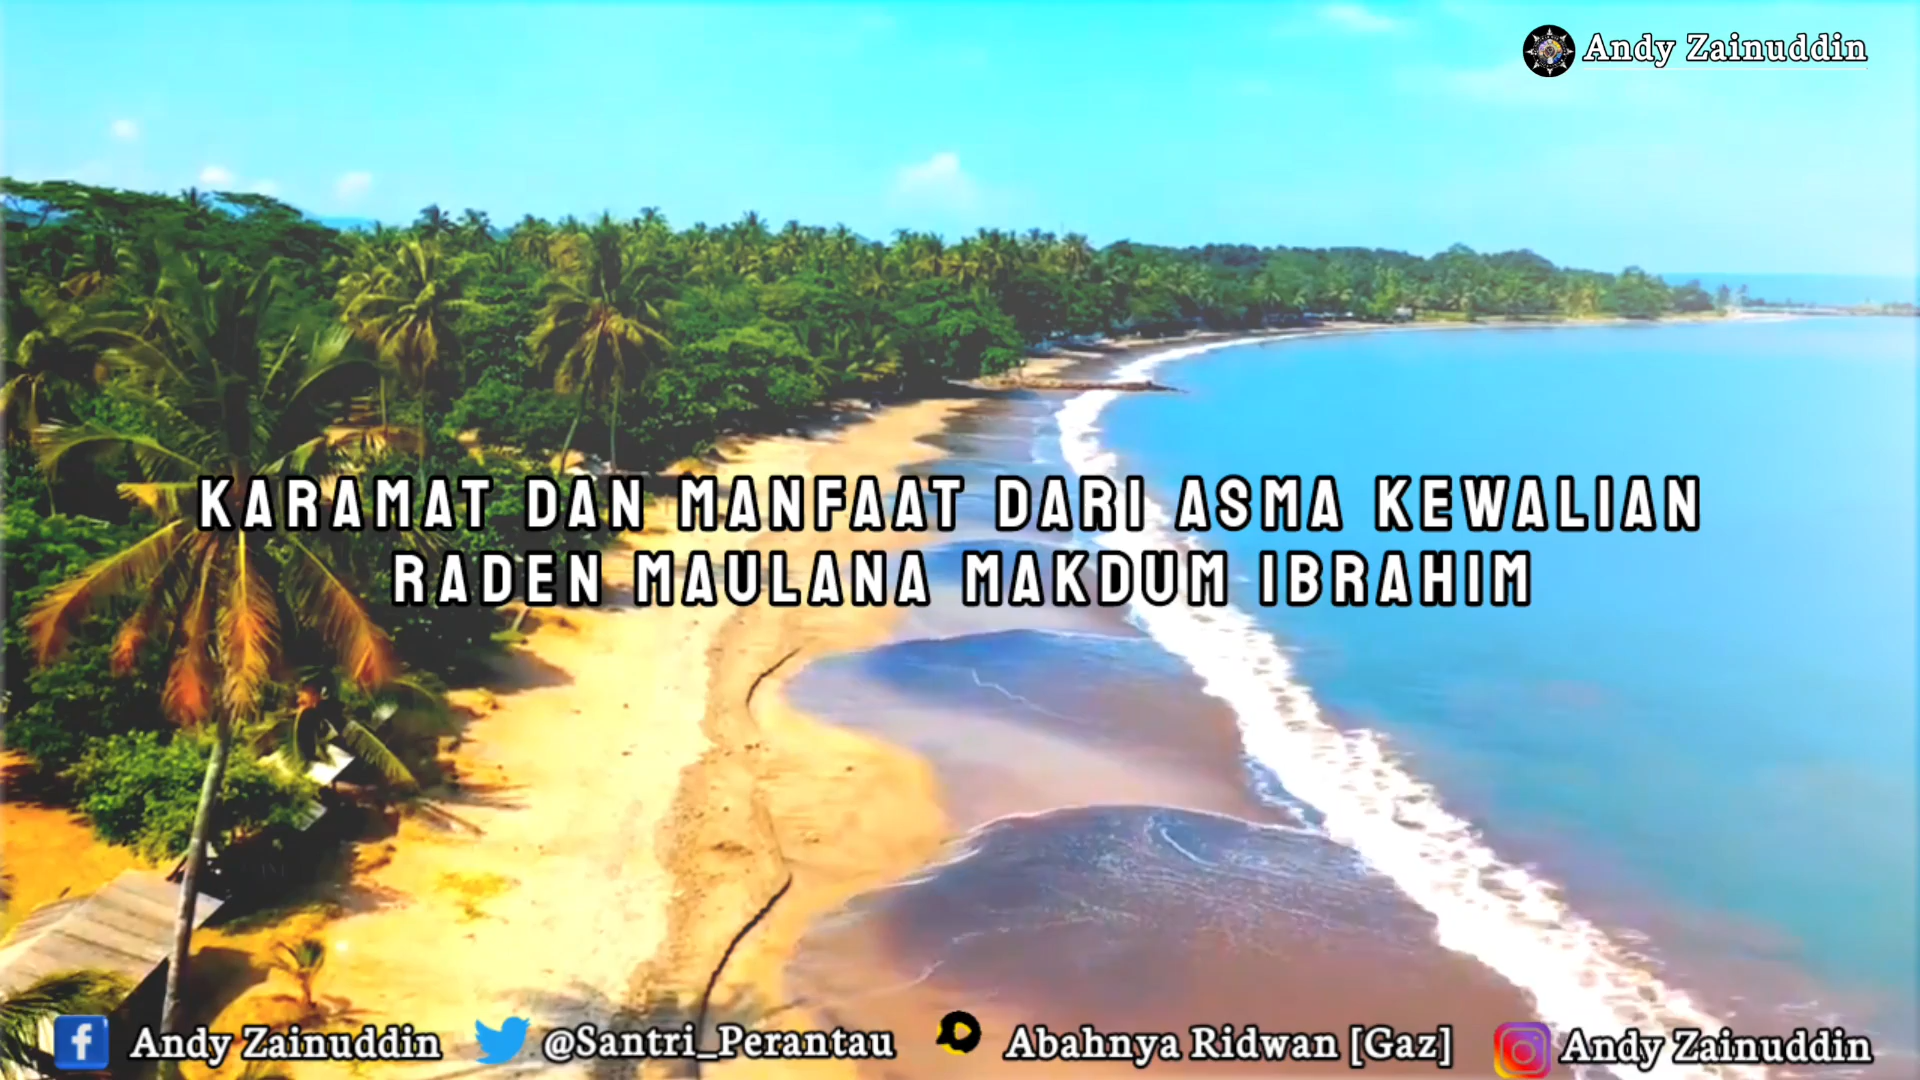 Andy Zainuddin
KARAMAT DAN MANFAAT DARI ASMA KEWALIAN
RADEN MAULANA MAKDUM IBRAHIM
Andy Zainuddin @Santri_Perantau Abahnya Ridwan [Gaz] Andy Zainuddin